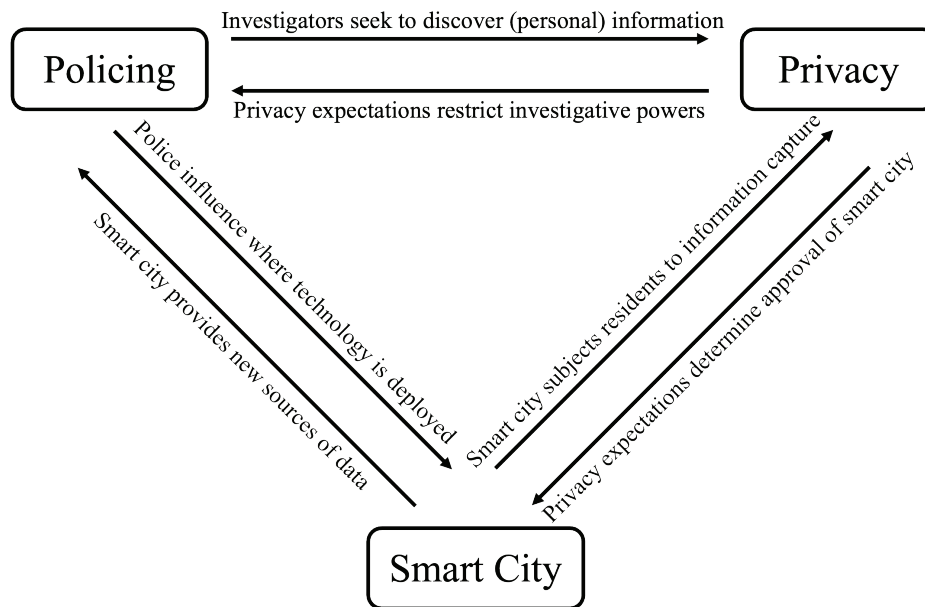 Investigators seek to discover (personal) information
Policing
Privacy
Privacy expectations restrict investigative powers
Police influence where technology is deployed
Smart city provides new sources of data
Smart city subjects residents to information capture
Privacy expectations determine approval of smart city
Smart City